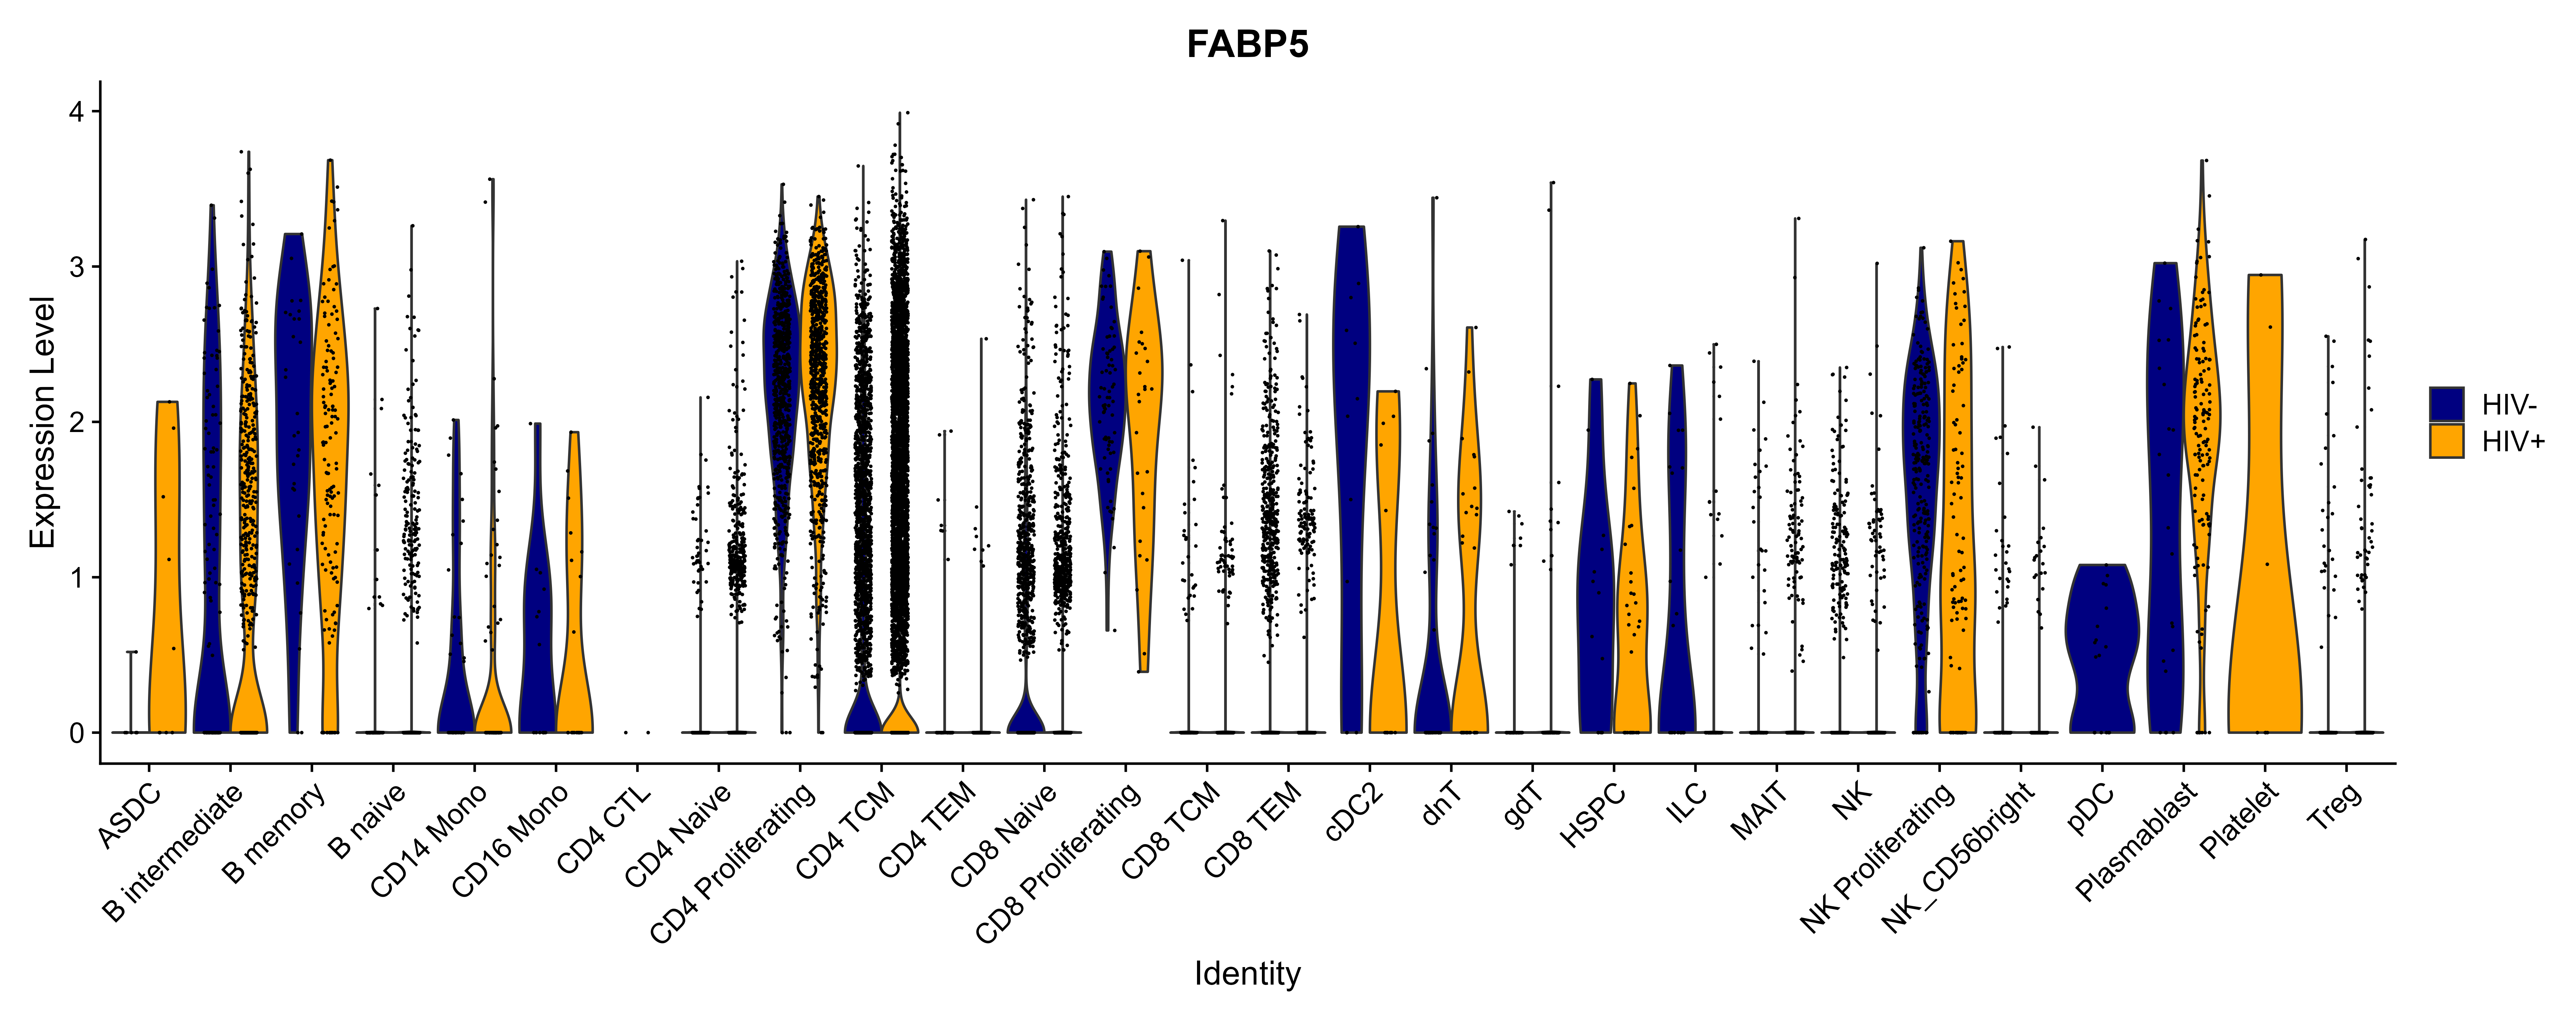 FABP5
Expression Level
4
3
2
1
0
HIV-
HIV+
ASDC
B intermediate
B memory
B naive
CD14 Mono
CD16 Mono
CD4 CTL
CD4 Naive
CD4 Proliferating
CD4 TCM
CD4 TEM
CD8 Naive
CD8 Proliferating
CD8 TCM
CD8 TEM
cDC2
dnT
gdT
HSPC
ILC
MAIT
NK
NK Proliferating
NK_CD56bright
pDC
Plasmablast
Platelet
Treg
Identity